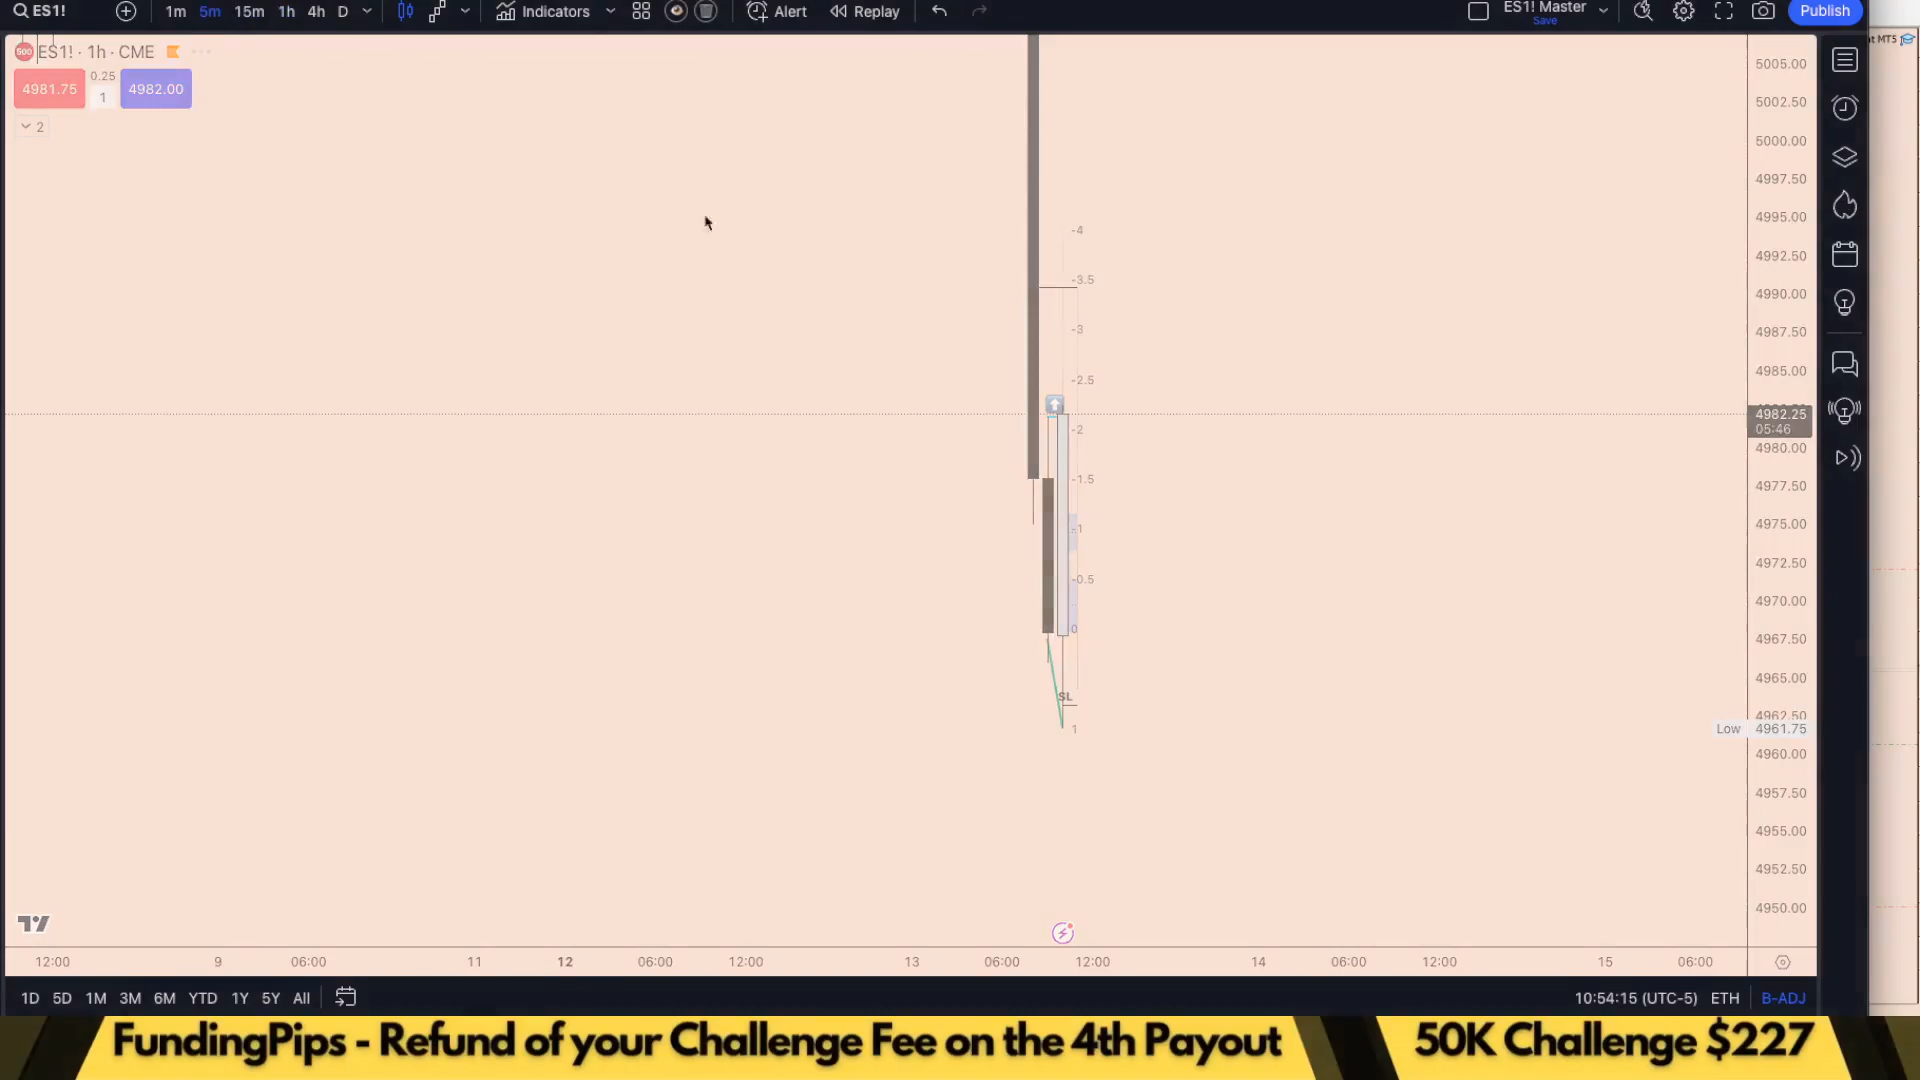 ES1!
1m 5m 15m 1h 4h D
Indicators
Alert
Replay
ES1! Master
Save
Publish
t MT5
500 ES1! · 1h · CME
4981.75
0.25
1
4982.00
2
5005.00
5002.50
5000.00
4997.50
4995.00
4992.50
4990.00
4987.50
4985.00
4982.25
05:46
4980.00
4977.50
4975.00
4972.50
4970.00
4967.50
4965.00
4962.50
Low 4961.75
4960.00
4957.50
4955.00
4952.50
4950.00
-4
-3.5
-3
-2.5
-2
-1.5
-1
-0.5
0
SL
1
12:00 9 06:00 11 12 06:00 12:00 13 06:00 12:00 14 06:00 12:00 15 06:00
1D 5D 1M 3M 6M YTD 1Y 5Y All
10:54:15 (UTC-5) ETH B-ADJ
FundingPips - Refund of your Challenge Fee on the 4th Payout
50K Challenge $227